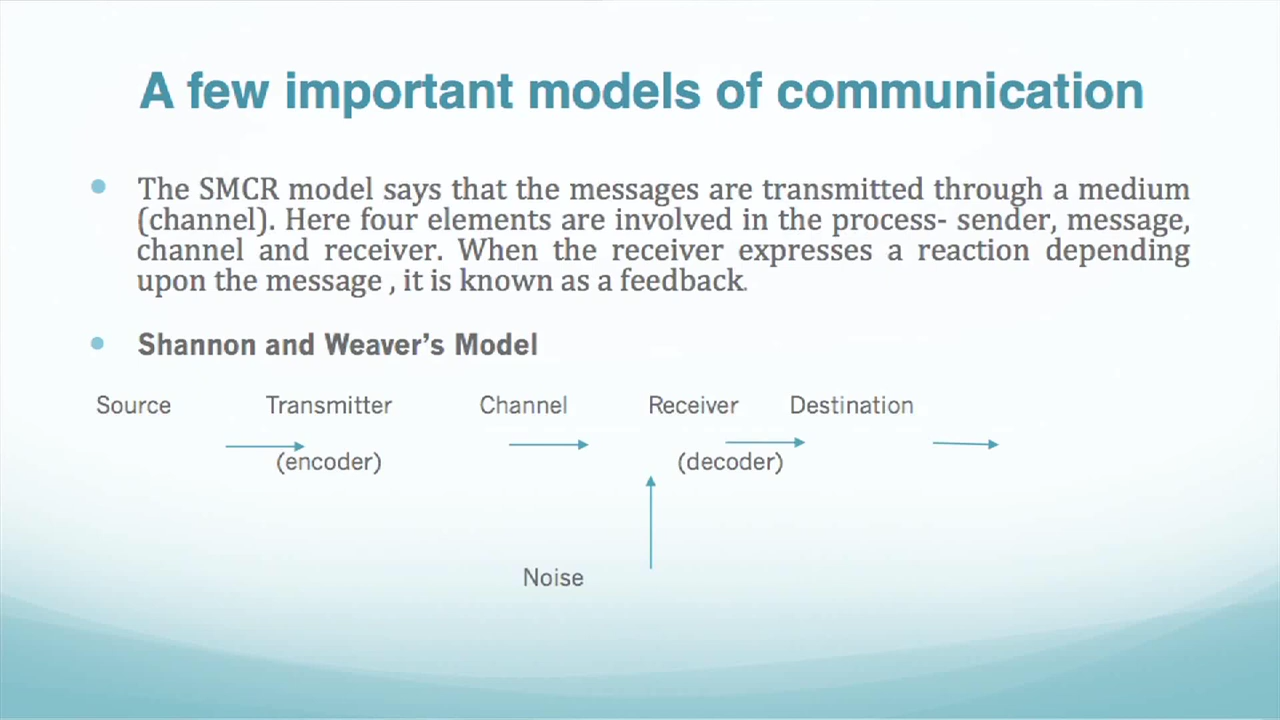 A few important models of communication
The SMCR model says that the messages are transmitted through a medium
(channel). Here four elements are involved in the process- sender, message,
channel and receiver. When the receiver expresses a reaction depending
upon the message , it is known as a feedback.
Shannon and Weaver’s Model
Source Transmitter Channel Receiver Destination
(encoder) (decoder)
Noise